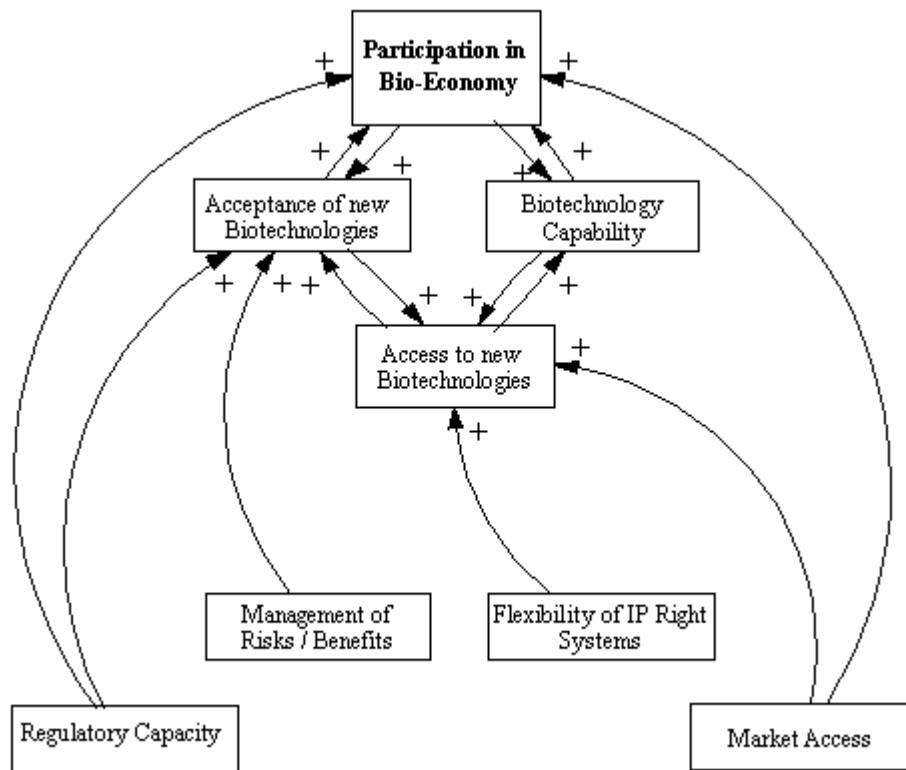 +
Participation in
Bio-Economy
+
+
+
+
+
Acceptance of new
Biotechnologies
Biotechnology
Capability
+
+
+
+
+
+
Access to new
Biotechnologies
+
+
Management of
Risks / Benefits
Flexibility of IP Right
Systems
Regulatory Capacity
Market Access